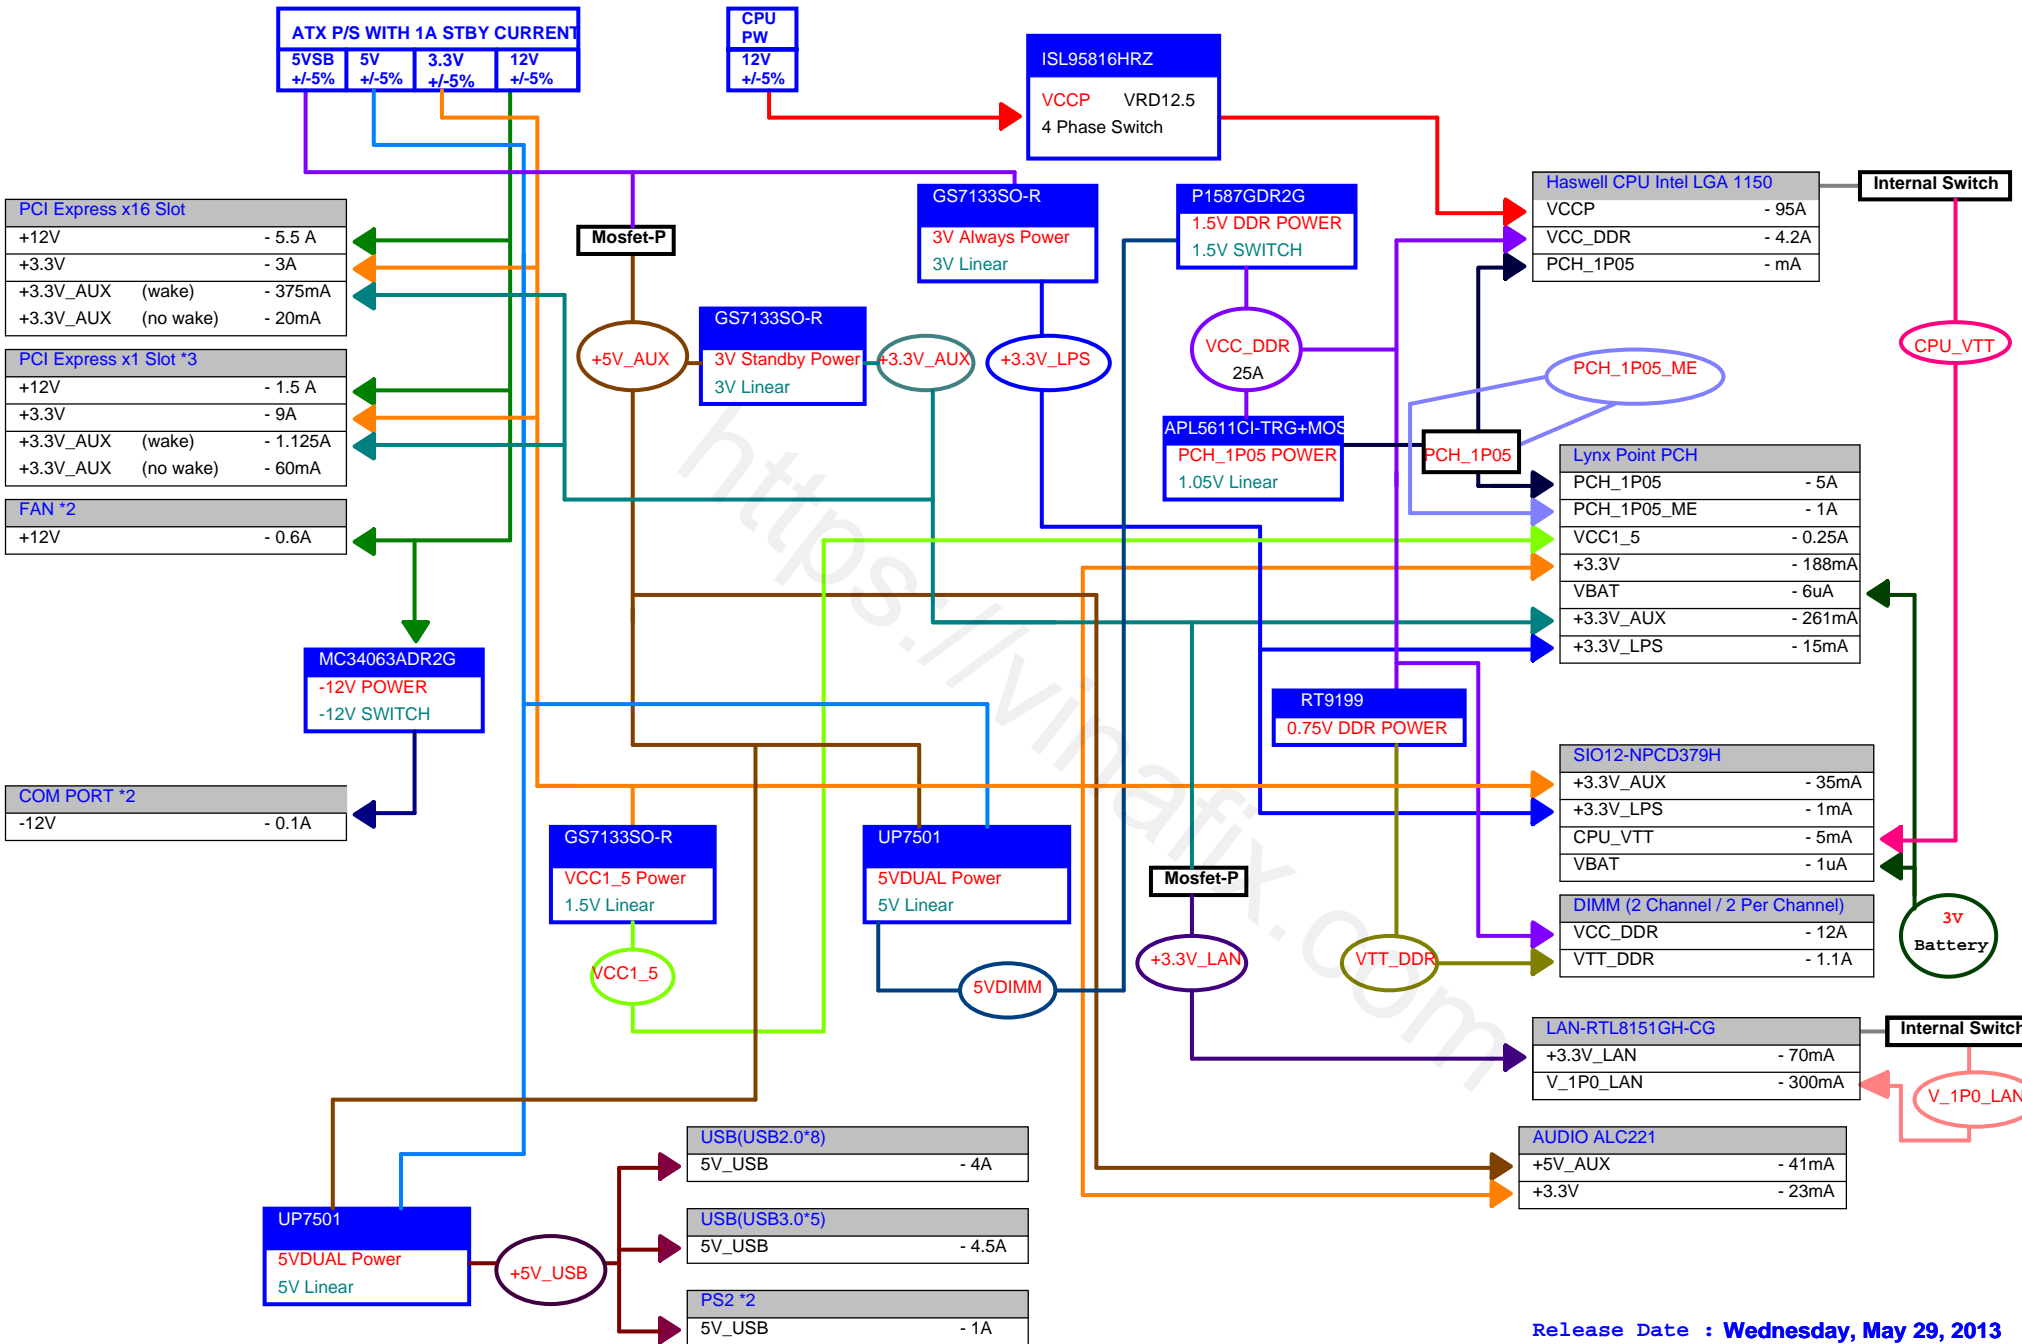 ATX P/S WITH 1A STBY CURRENT
5VSB +/-5%
5V +/-5%
3.3V +/-5%
12V +/-5%
CPU PW
12V +/-5%
ISL95816HRZ
VCCP VRD12.5
4 Phase Switch
PCI Express x16 Slot
+12V - 5.5 A
+3.3V - 3A
+3.3V_AUX (wake) - 375mA
+3.3V_AUX (no wake) - 20mA
PCI Express x1 Slot *3
+12V - 1.5 A
+3.3V - 9A
+3.3V_AUX (wake) - 1.125A
+3.3V_AUX (no wake) - 60mA
FAN *2
+12V - 0.6A
MC34063ADR2G
-12V POWER
-12V SWITCH
COM PORT *2
-12V - 0.1A
Mosfet-P
+5V_AUX
GS7133SO-R
3V Standby Power
3V Linear
+3.3V_AUX
GS7133SO-R
3V Always Power
3V Linear
+3.3V_LPS
P1587GDR2G
1.5V DDR POWER
1.5V SWITCH
VCC_DDR
25A
APL5611CI-TRG+MOS
PCH_1P05 POWER
1.05V Linear
PCH_1P05
PCH_1P05_ME
Haswell CPU Intel LGA 1150
VCCP - 95A
VCC_DDR - 4.2A
PCH_1P05 - mA
Internal Switch
CPU_VTT
Lynx Point PCH
PCH_1P05 - 5A
PCH_1P05_ME - 1A
VCC1_5 - 0.25A
+3.3V - 188mA
VBAT - 6uA
+3.3V_AUX - 261mA
+3.3V_LPS - 15mA
RT9199
0.75V DDR POWER
SIO12-NPCD379H
+3.3V_AUX - 35mA
+3.3V_LPS - 1mA
CPU_VTT - 5mA
VBAT - 1uA
DIMM (2 Channel / 2 Per Channel)
VCC_DDR - 12A
VTT_DDR - 1.1A
3V
Battery
GS7133SO-R
VCC1_5 Power
1.5V Linear
VCC1_5
UP7501
5VDUAL Power
5V Linear
5VDIMM
Mosfet-P
+3.3V_LAN
VTT_DDR
LAN-RTL8151GH-CG
+3.3V_LAN - 70mA
V_1P0_LAN - 300mA
Internal Switch
V_1P0_LAN
AUDIO ALC221
+5V_AUX - 41mA
+3.3V - 23mA
UP7501
5VDUAL Power
5V Linear
+5V_USB
USB(USB2.0*8)
5V_USB - 4A
USB(USB3.0*5)
5V_USB - 4.5A
PS2 *2
5V_USB - 1A
Release Date : Wednesday, May 29, 2013
https://vinafix.com